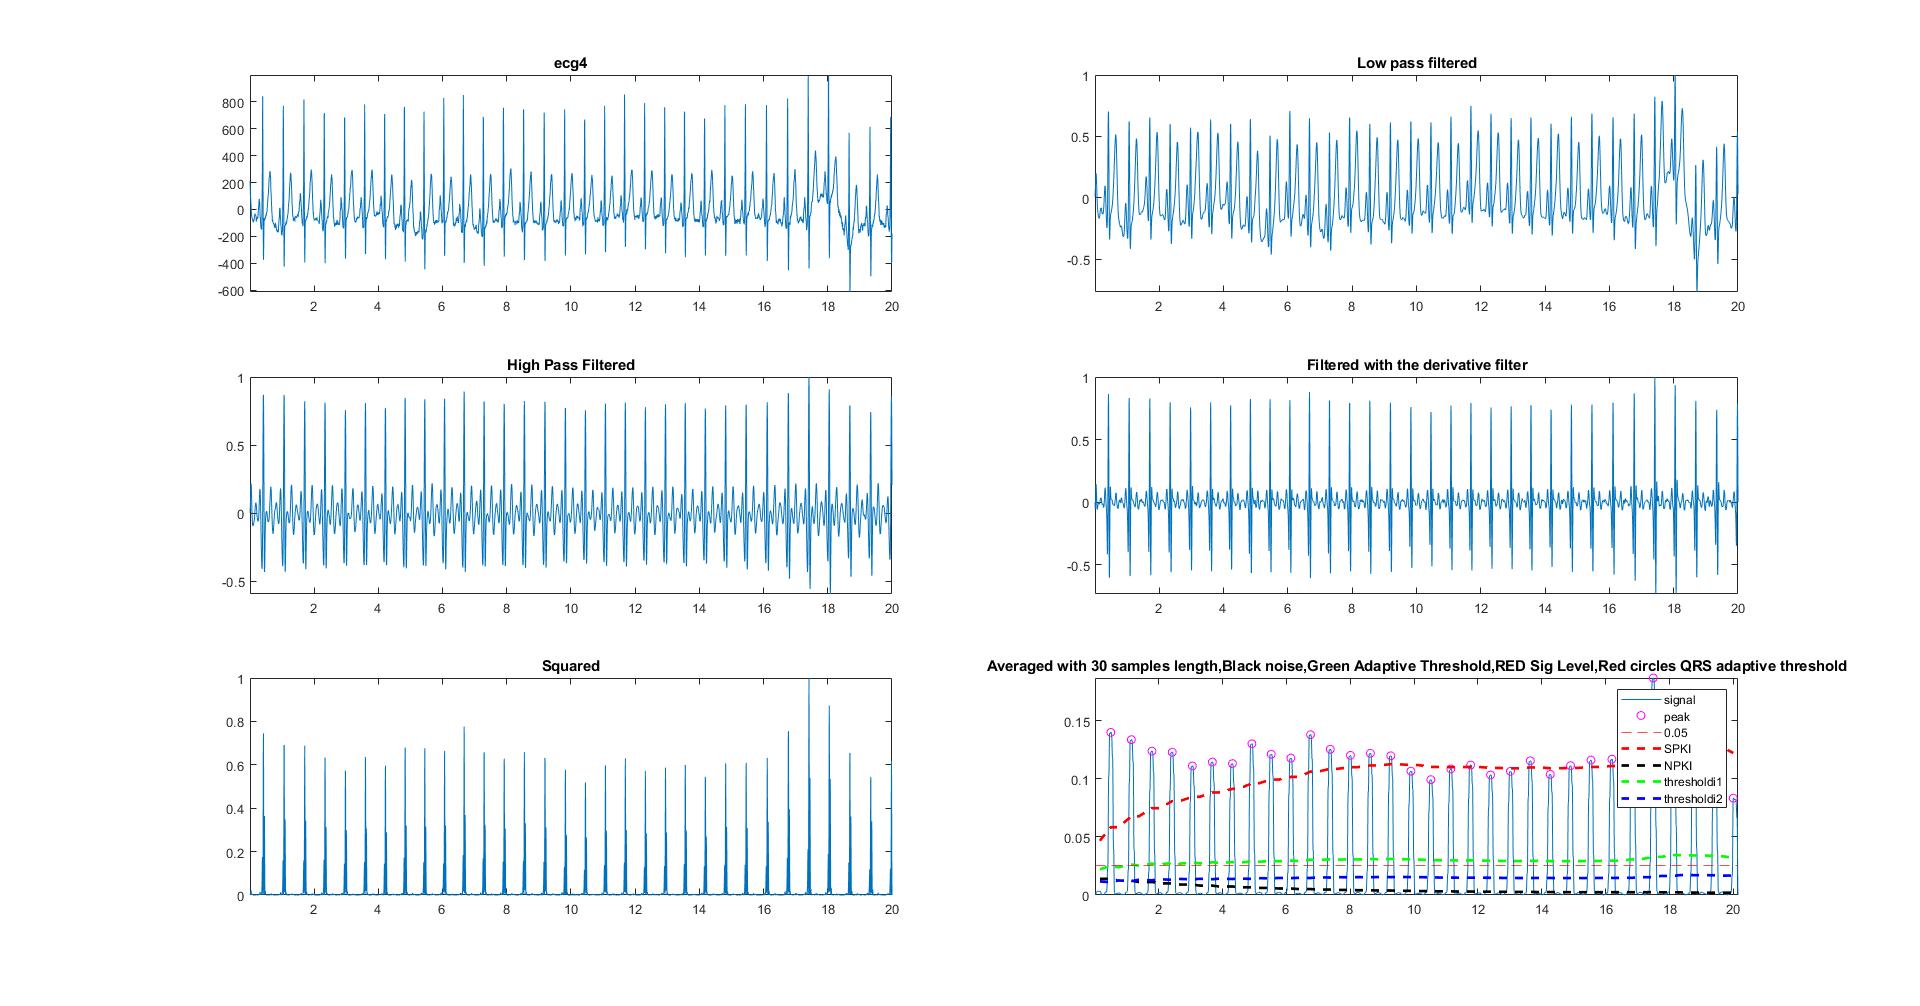 ecg4
800
600
400
200
0
-200
-400
-600
2 4 6 8 10 12 14 16 18 20
Low pass filtered
1
0.5
0
-0.5
2 4 6 8 10 12 14 16 18 20
High Pass Filtered
1
0.5
0
-0.5
2 4 6 8 10 12 14 16 18 20
Filtered with the derivative filter
1
0.5
0
-0.5
2 4 6 8 10 12 14 16 18 20
Squared
1
0.8
0.6
0.4
0.2
0
2 4 6 8 10 12 14 16 18 20
Averaged with 30 samples length,Black noise,Green Adaptive Threshold,RED Sig Level,Red circles QRS adaptive threshold
0.15
0.1
0.05
0
2 4 6 8 10 12 14 16 18 20
signal
peak
0.05
SPKI
NPKI
thresholdi1
thresholdi2